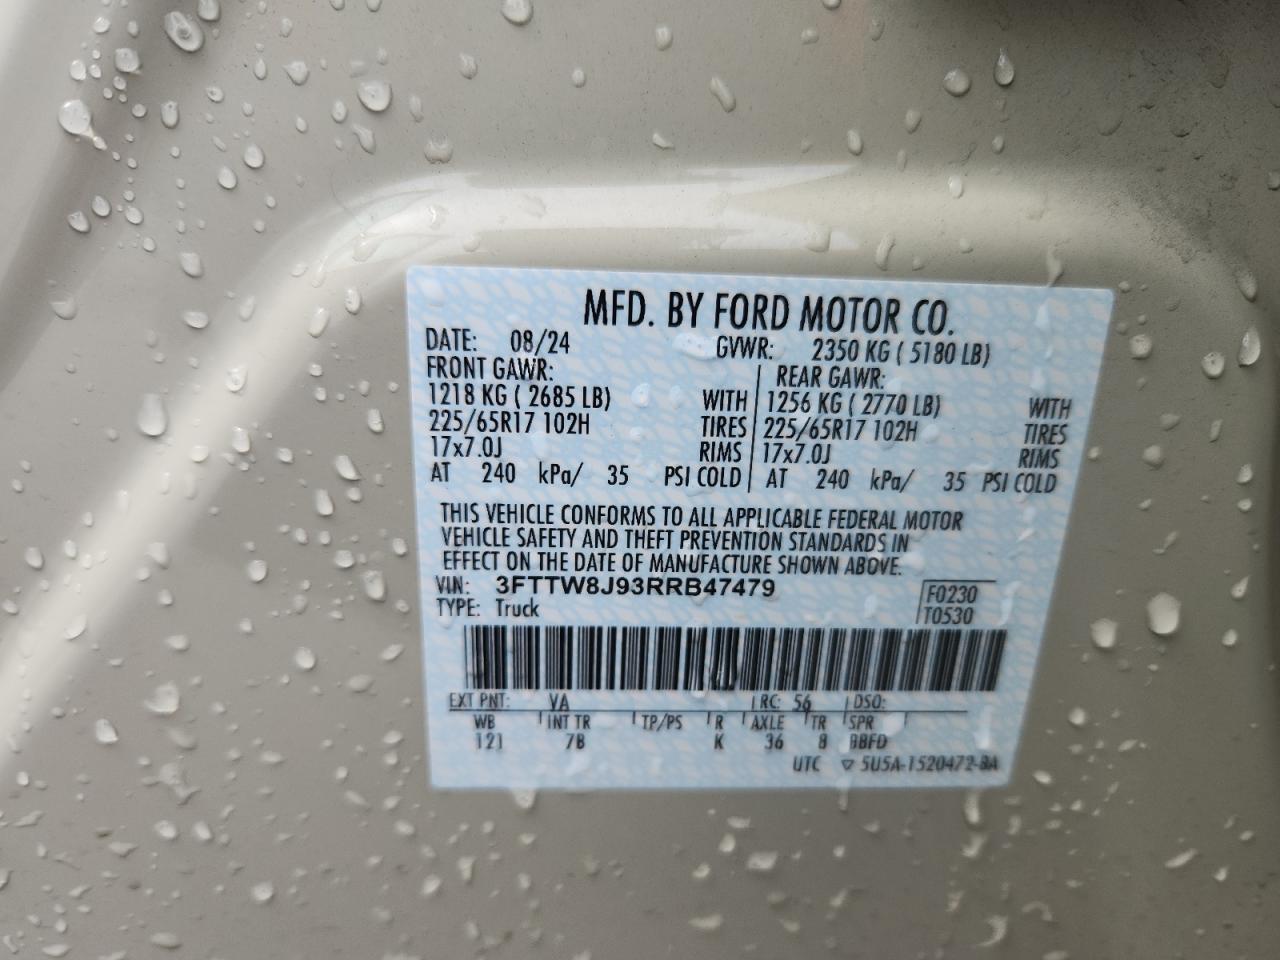 MFD. BY FORD MOTOR CO.
DATE: 08/24 GVWR: 2350 KG ( 5180 LB)
FRONT GAWR: REAR GAWR:
1218 KG ( 2685 LB) WITH 1256 KG ( 2770 LB) WITH
225/65R17 102H TIRES 225/65R17 102H TIRES
17x7.0J RIMS 17x7.0J RIMS
AT 240 kPa/ 35 PSI COLD AT 240 kPa/ 35 PSI COLD
THIS VEHICLE CONFORMS TO ALL APPLICABLE FEDERAL MOTOR
VEHICLE SAFETY AND THEFT PREVENTION STANDARDS IN
EFFECT ON THE DATE OF MANUFACTURE SHOWN ABOVE.
VIN: 3FTTW8J93RRB47479 F0230
TYPE: Truck T0530
EXT PNT: VA RC: 56 DSO:
WB INT TR TP/PS R AXLE TR SPR
121 7B K 36 8 BBFD
UTC ▽ 5U5A-1520472-BA